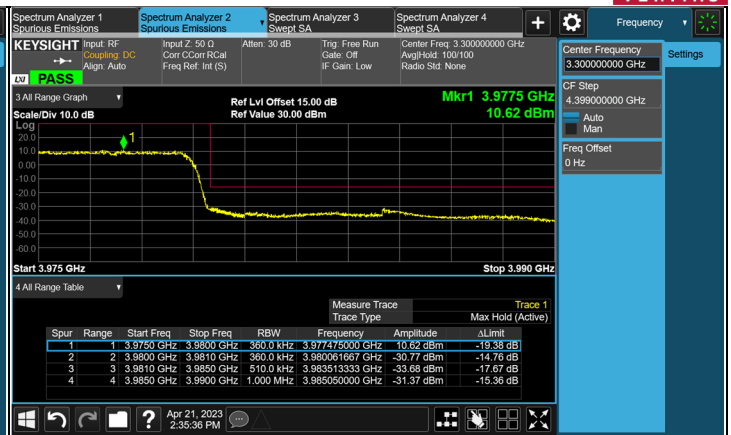 Spectrum Analyzer 1
Spurious Emissions
Spectrum Analyzer 2
Spurious Emissions
Spectrum Analyzer 3
Swept SA
Spectrum Analyzer 4
Swept SA
+
Frequency
KEYSIGHT
Input: RF
Coupling: DC
Align: Auto
Input Z: 50 Ω
Corr CCorr RCal
Freq Ref: Int (S)
Atten: 30 dB
Trig: Free Run
Gate: Off
IF Gain: Low
Center Freq: 3.300000000 GHz
Avg|Hold: 100/100
Radio Std: None
LXI PASS
Center Frequency
3.300000000 GHz
Settings
CF Step
4.399000000 GHz
Auto
Man
Freq Offset
0 Hz
3 All Range Graph
Scale/Div 10.0 dB
Ref Lvl Offset 15.00 dB
Ref Value 30.00 dBm
Mkr1 3.9775 GHz
10.62 dBm
Log
20.0
10.0
0.00
-10.0
-20.0
-30.0
-40.0
-50.0
-60.0
1
Start 3.975 GHz
Stop 3.990 GHz
4 All Range Table
Measure Trace Trace 1
Trace Type Max Hold (Active)
Spur Range Start Freq Stop Freq RBW Frequency Amplitude ΔLimit
1 1 3.9750 GHz 3.9800 GHz 360.0 kHz 3.977475000 GHz 10.62 dBm -19.38 dB
2 2 3.9800 GHz 3.9810 GHz 360.0 kHz 3.980061667 GHz -30.77 dBm -14.76 dB
3 3 3.9810 GHz 3.9850 GHz 510.0 kHz 3.983513333 GHz -33.68 dBm -17.67 dB
4 4 3.9850 GHz 3.9900 GHz 1.000 MHz 3.985050000 GHz -31.37 dBm -15.36 dB
?
Apr 21, 2023
2:35:36 PM